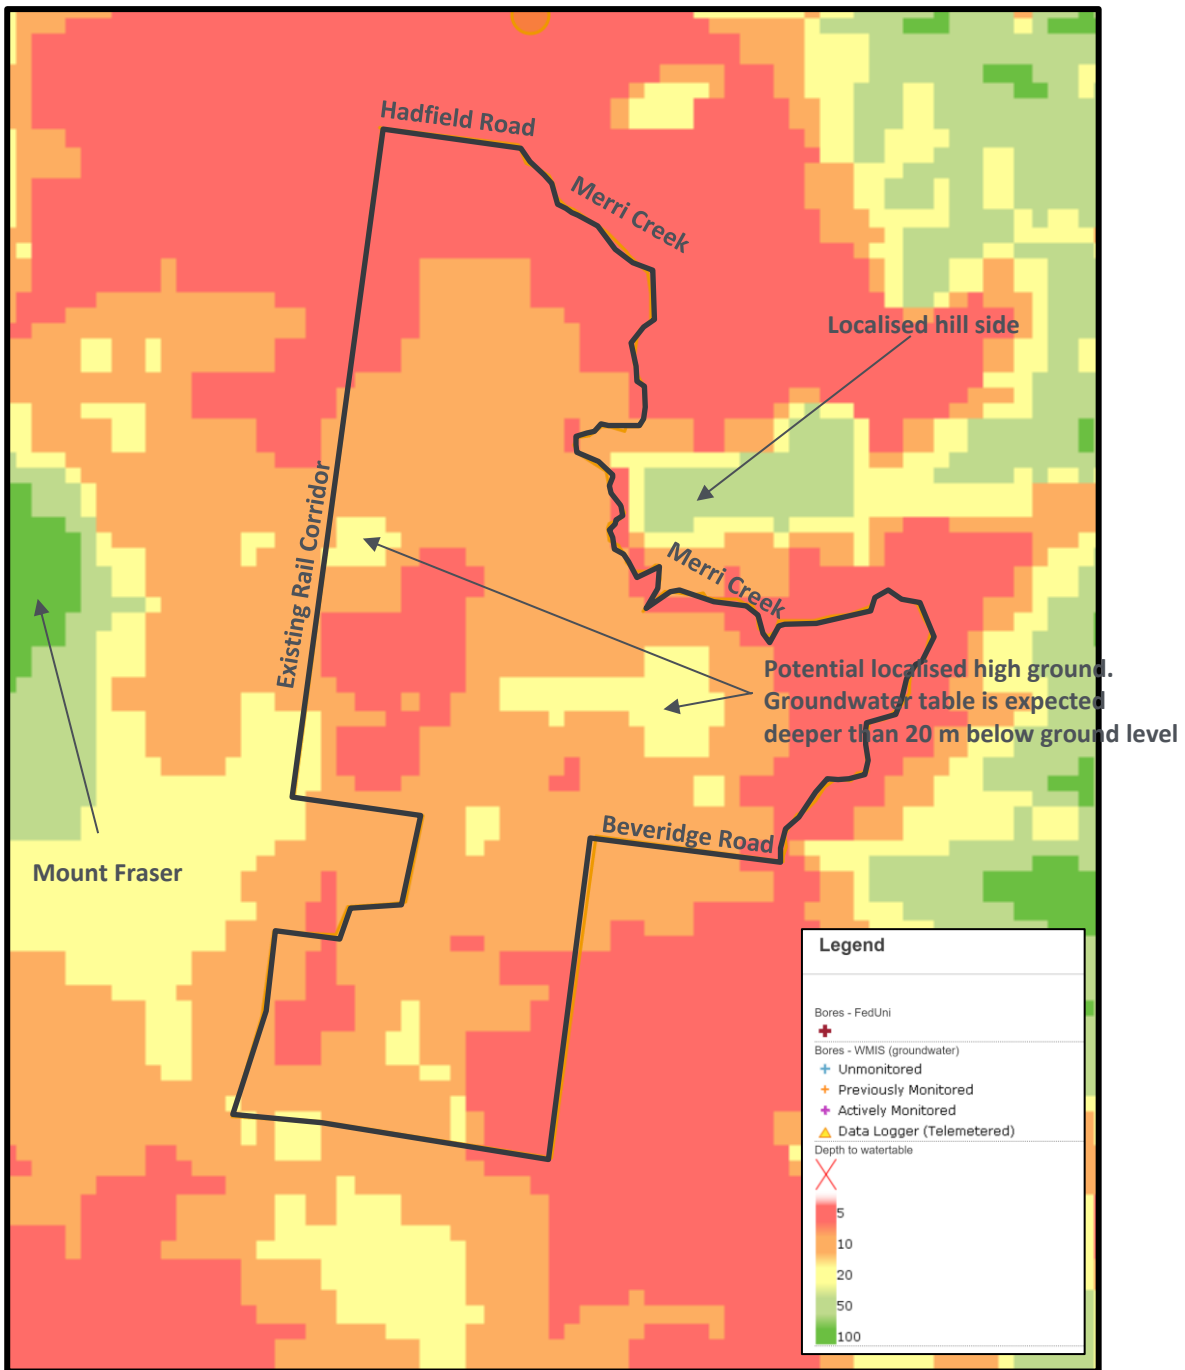 Hadfield Road
Merri Creek
Localised hill side
Existing Rail Corridor
Merri Creek
Potential localised high ground.
Groundwater table is expected
deeper than 20 m below ground level
Beveridge Road
Mount Fraser
Legend
Bores - FedUni
Bores - WMIS (groundwater)
Unmonitored
Previously Monitored
Actively Monitored
Data Logger (Telemetered)
Depth to watertable
5
10
20
50
100